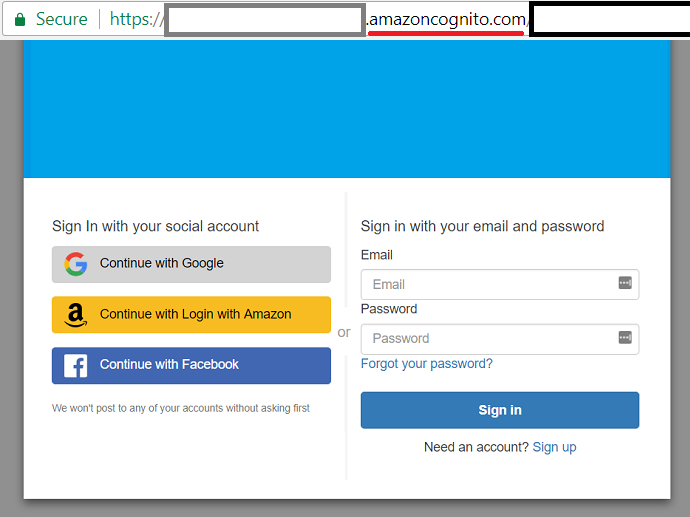 Secure https:// .amazoncognito.com/
Sign In with your social account
Continue with Google
Continue with Login with Amazon
Continue with Facebook
We won't post to any of your accounts without asking first
or
Sign in with your email and password
Email
Email
Password
Password
Forgot your password?
Sign in
Need an account? Sign up